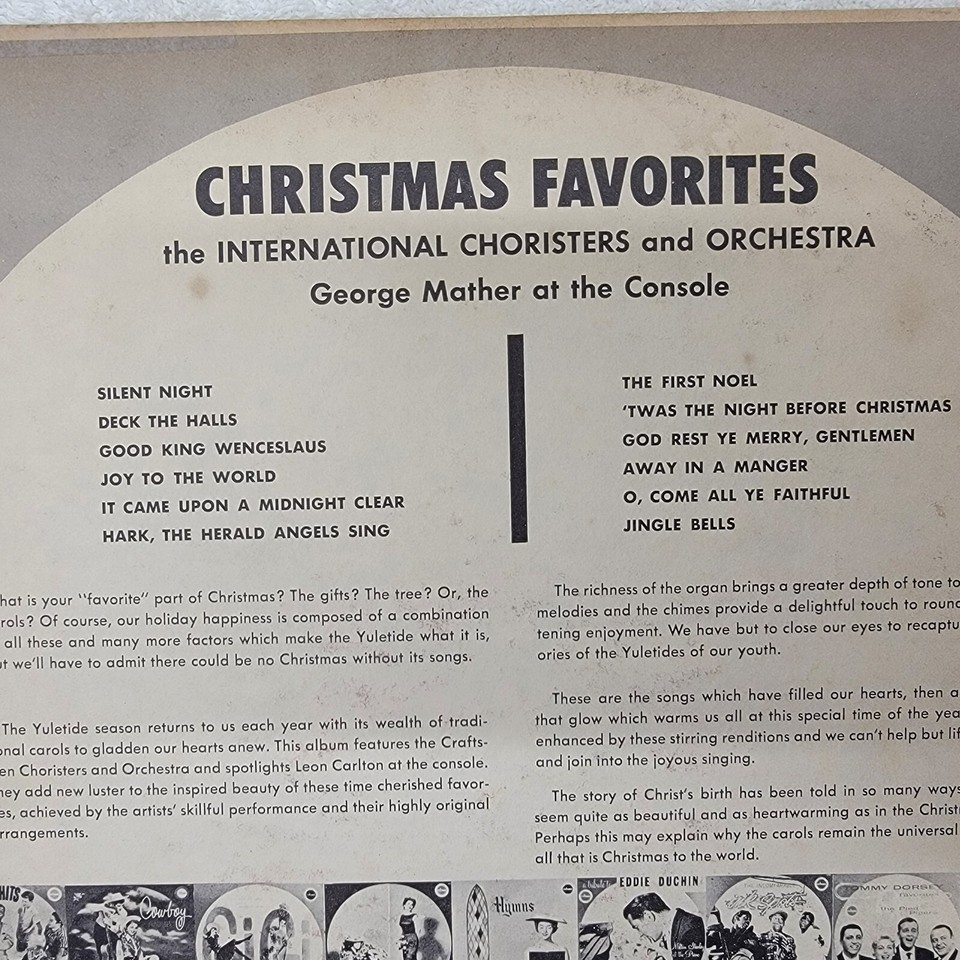 CHRISTMAS FAVORITES
the INTERNATIONAL CHORISTERS and ORCHESTRA
George Mather at the Console
SILENT NIGHT
DECK THE HALLS
GOOD KING WENCESLAUS
JOY TO THE WORLD
IT CAME UPON A MIDNIGHT CLEAR
HARK, THE HERALD ANGELS SING
THE FIRST NOEL
'TWAS THE NIGHT BEFORE CHRISTMAS
GOD REST YE MERRY, GENTLEMEN
AWAY IN A MANGER
O, COME ALL YE FAITHFUL
JINGLE BELLS
hat is your "favorite" part of Christmas? The gifts? The tree? Or, the
rols? Of course, our holiday happiness is composed of a combination
all these and many more factors which make the Yuletide what it is,
ut we'll have to admit there could be no Christmas without its songs.
The Yuletide season returns to us each year with its wealth of tradi-
onal carols to gladden our hearts anew. This album features the Crafts-
en Choristers and Orchestra and spotlights Leon Carlton at the console.
hey add new luster to the inspired beauty of these time cherished favor-
es, achieved by the artists' skillful performance and their highly original
rrangements.
The richness of the organ brings a greater depth of tone to
melodies and the chimes provide a delightful touch to round
tening enjoyment. We have but to close our eyes to recaptu
ories of the Yuletides of our youth.
These are the songs which have filled our hearts, then a
that glow which warms us all at this special time of the yea
enhanced by these stirring renditions and we can't help but lif
and join into the joyous singing.
The story of Christ's birth has been told in so many ways
seem quite as beautiful and as heartwarming as in the Christ
Perhaps this may explain why the carols remain the universal
all that is Christmas to the world.
HITS
Cowboy
Hymns
a tribute to EDDIE DUCHIN
TOMMY DORSE
the Pied Pipers